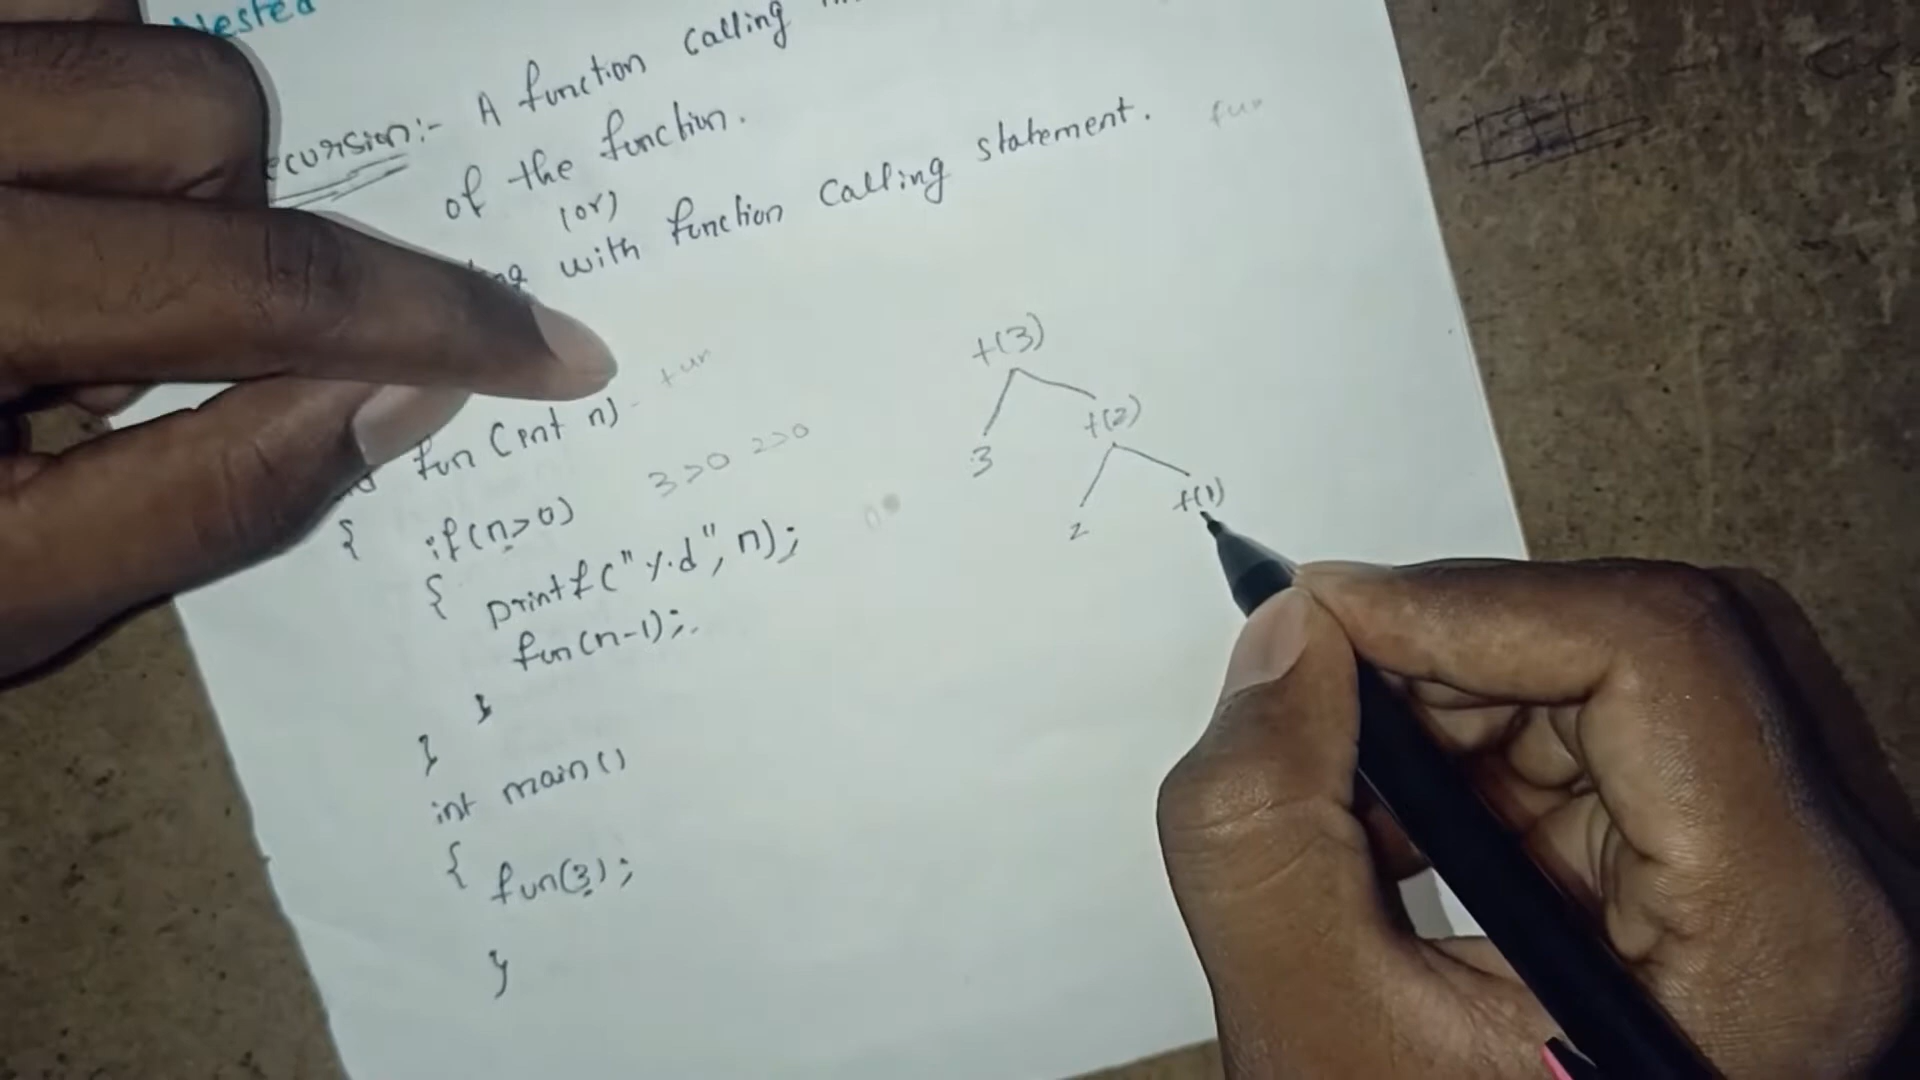 Nested
ecursion:- A function calling
of the function.
(or)
with function calling statement. fun
fun (int n) fun
{ if(n>0) 3>0 2>0
{ printf("%d", n);
fun(n-1);
}
}
int main()
{ fun(3);
}
f(3)
3 f(2)
2 f(1)